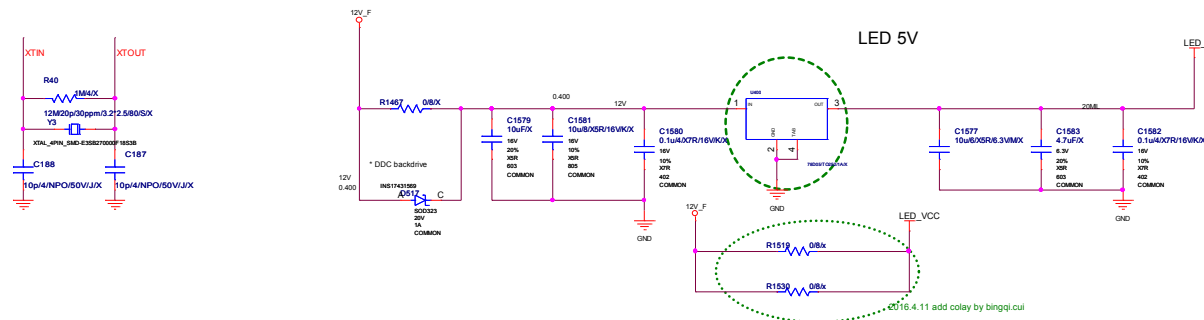 XTIN
XTOUT
R40
1M/4/X
12M/20p/30ppm/3.2*2.5/80/S/X
Y3
XTAL_4PIN_SMD-E3SB270000F18S3B
C188
C187
10p/4/NPO/50V/J/X
10p/4/NPO/50V/J/X
12V_F
R1467
0/8/X
0.400
12V
* DDC backdrive
12V
0.400
INS17431569
A
D517
C
SOD323
20V
1A
COMMON
C1579
10uF/X
16V
20%
X5R
603
COMMON
C1581
10u/8/X5R/16V/K/X
16V
10%
X5R
805
COMMON
C1580
0.1u/4/X7R/16V/K/X
16V
10%
X7R
402
COMMON
GND
LED 5V
1
IN
OUT
3
GND
TAB
2
4
GND
LED_
20MIL
C1577
10u/6/X5R/6.3V/M/X
C1583
4.7uF/X
6.3V
20%
X5R
603
COMMON
C1582
0.1u/4/X7R/16V/K/X
16V
10%
X7R
402
COMMON
GND
12V_F
LED_VCC
R1519
0/8/x
R1530
0/8/x
2016.4.11 add colay by bingqi.cui